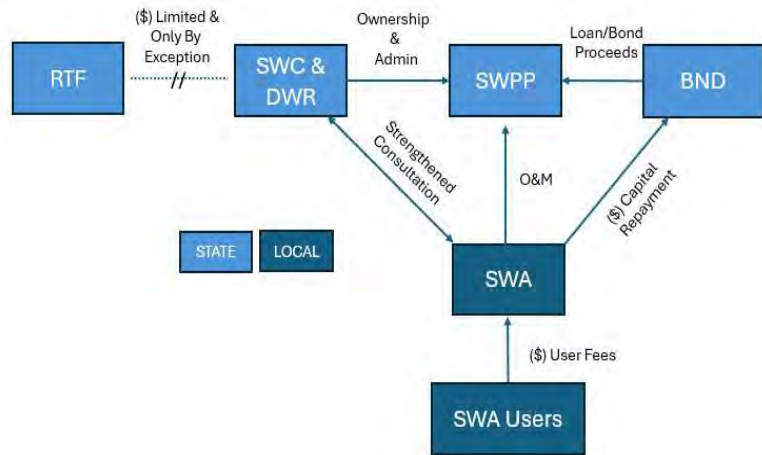 ($) Limited &
Only By
Exception
Ownership
&
Admin
Loan/Bond
Proceeds
RTF
SWC &
DWR
SWPP
BND
Strengthened
Consultation
O&M
($) Capital
Repayment
STATE
LOCAL
SWA
($) User Fees
SWA Users